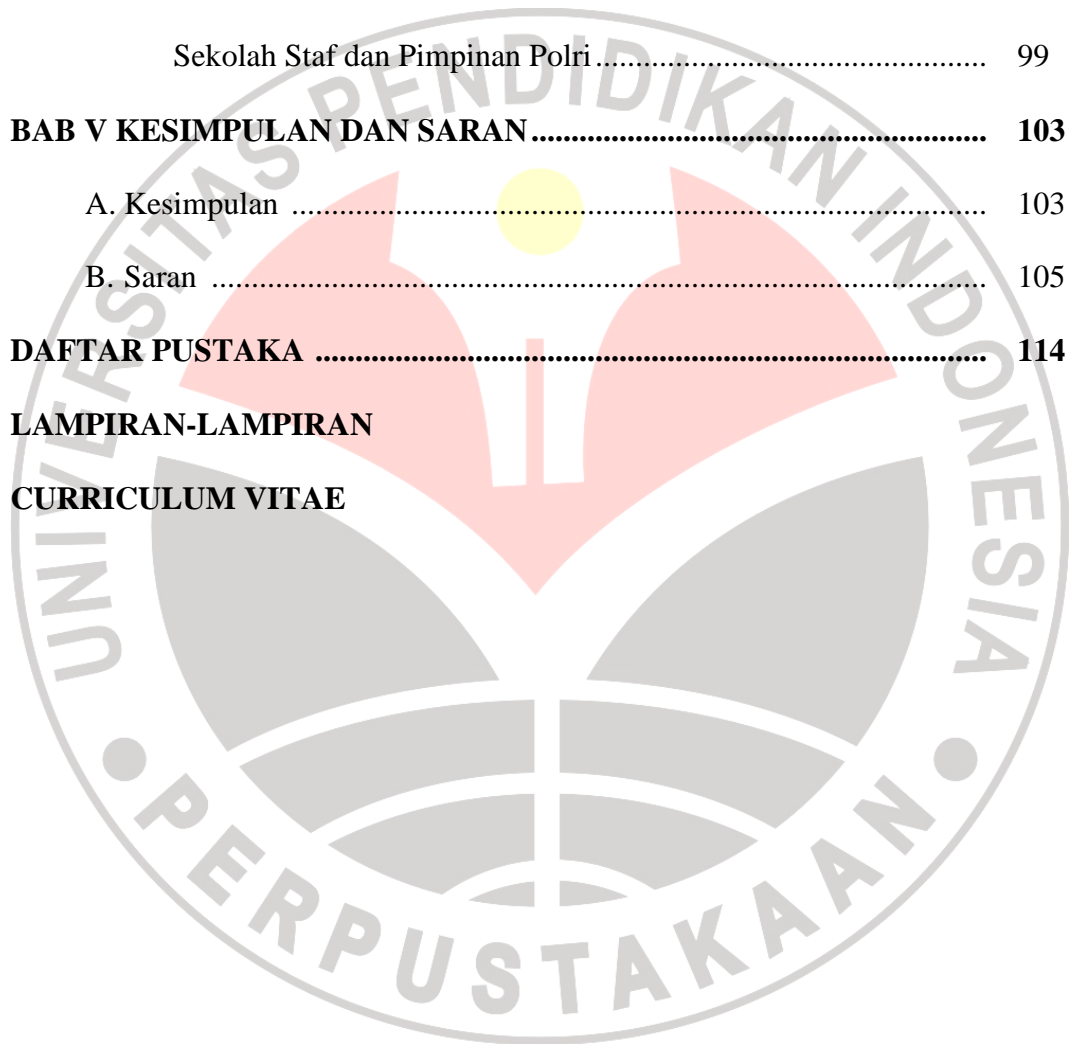 Sekolah Staf dan Pimpinan Polri ............................................. 99
BAB V KESIMPULAN DAN SARAN ..................................................... 103
A. Kesimpulan ................................................................................ 103
B. Saran .......................................................................................... 105
DAFTAR PUSTAKA .............................................................................. 114
LAMPIRAN-LAMPIRAN
CURRICULUM VITAE
UNIVERSITAS PENDIDIKAN INDONESIA
PERPUSTAKAAN